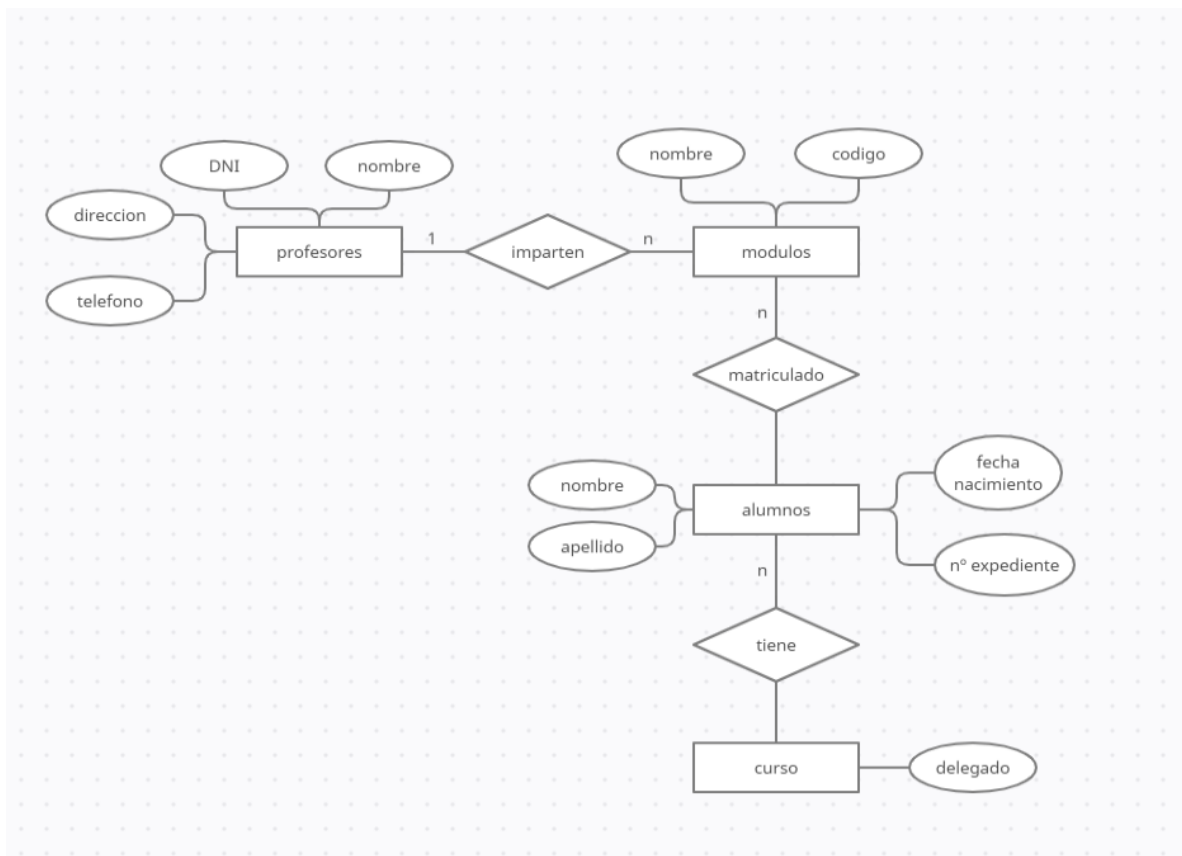 nombre
codigo
DNI
nombre
direccion
profesores
1
imparten
n
modulos
telefono
n
matriculado
nombre
apellido
alumnos
fecha
nacimiento
nº expediente
n
tiene
curso
delegado